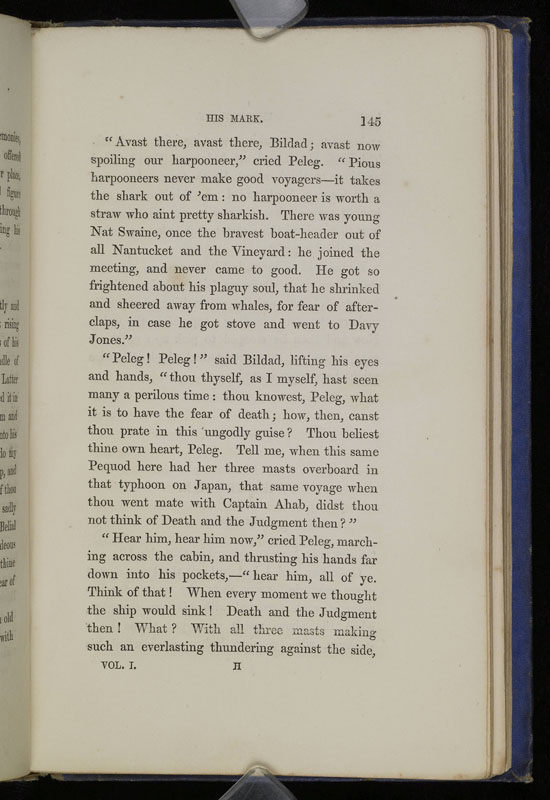 HIS MARK. 145
“Avast there, avast there, Bildad; avast now
spoiling our harpooneer,” cried Peleg. “Pious
harpooneers never make good voyagers—it takes
the shark out of ’em: no harpooneer is worth a
straw who aint pretty sharkish. There was young
Nat Swaine, once the bravest boat-header out of
all Nantucket and the Vineyard: he joined the
meeting, and never came to good. He got so
frightened about his plaguy soul, that he shrinked
and sheered away from whales, for fear of after-
claps, in case he got stove and went to Davy
Jones.”
“Peleg! Peleg!” said Bildad, lifting his eyes
and hands, “thou thyself, as I myself, hast seen
many a perilous time: thou knowest, Peleg, what
it is to have the fear of death; how, then, canst
thou prate in this ungodly guise? Thou beliest
thine own heart, Peleg. Tell me, when this same
Pequod here had her three masts overboard in
that typhoon on Japan, that same voyage when
thou went mate with Captain Ahab, didst thou
not think of Death and the Judgment then?”
“Hear him, hear him now,” cried Peleg, march-
ing across the cabin, and thrusting his hands far
down into his pockets,—“hear him, all of ye.
Think of that! When every moment we thought
the ship would sink! Death and the Judgment
then! What? With all three masts making
such an everlasting thundering against the side,
VOL. I. H